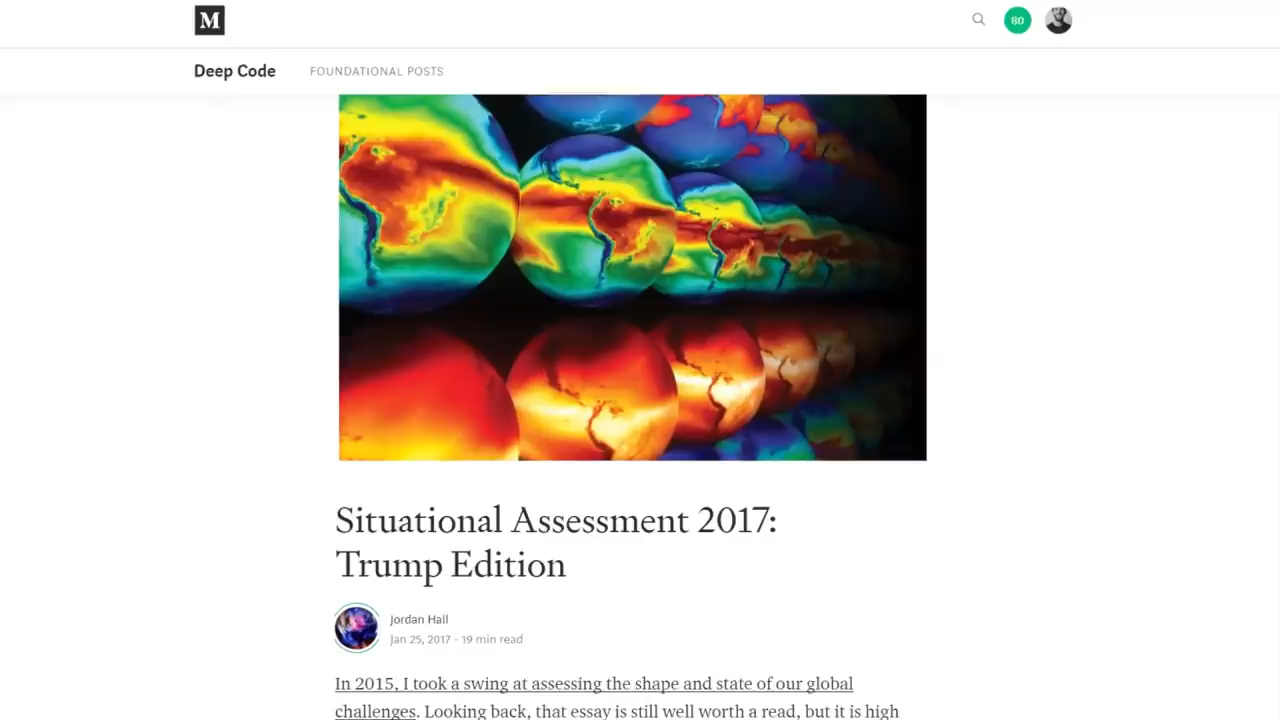 M
80
Deep Code
FOUNDATIONAL POSTS
Situational Assessment 2017:
Trump Edition
Jordan Hall
Jan 25, 2017 · 19 min read
In 2015, I took a swing at assessing the shape and state of our global
challenges. Looking back, that essay is still well worth a read, but it is high